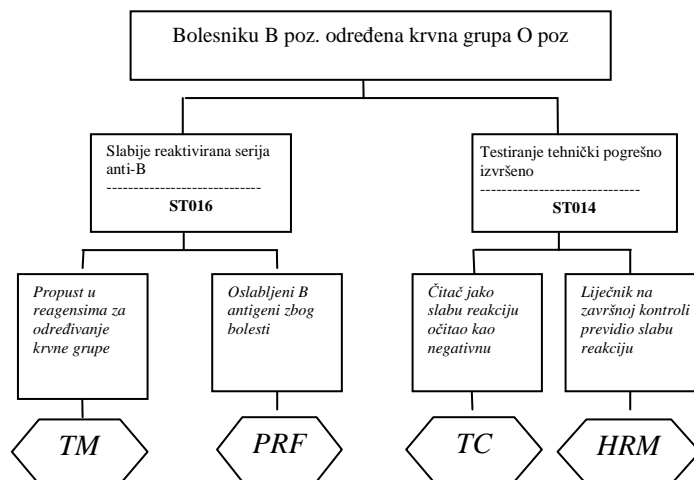 Bolesniku B poz. određena krvna grupa O poz
Slabije reaktivirana serija
anti-B
-----------------------------
ST016
Testiranje tehnički pogrešno
izvršeno
------------------------------
ST014
Propust u
reagensima za
određivanje
krvne grupe
Oslabljeni B
antigeni zbog
bolesti
Čitač jako
slabu reakciju
očitao kao
negativnu
Liječnik na
završnoj kontroli
previdio slabu
reakciju
TM
PRF
TC
HRM